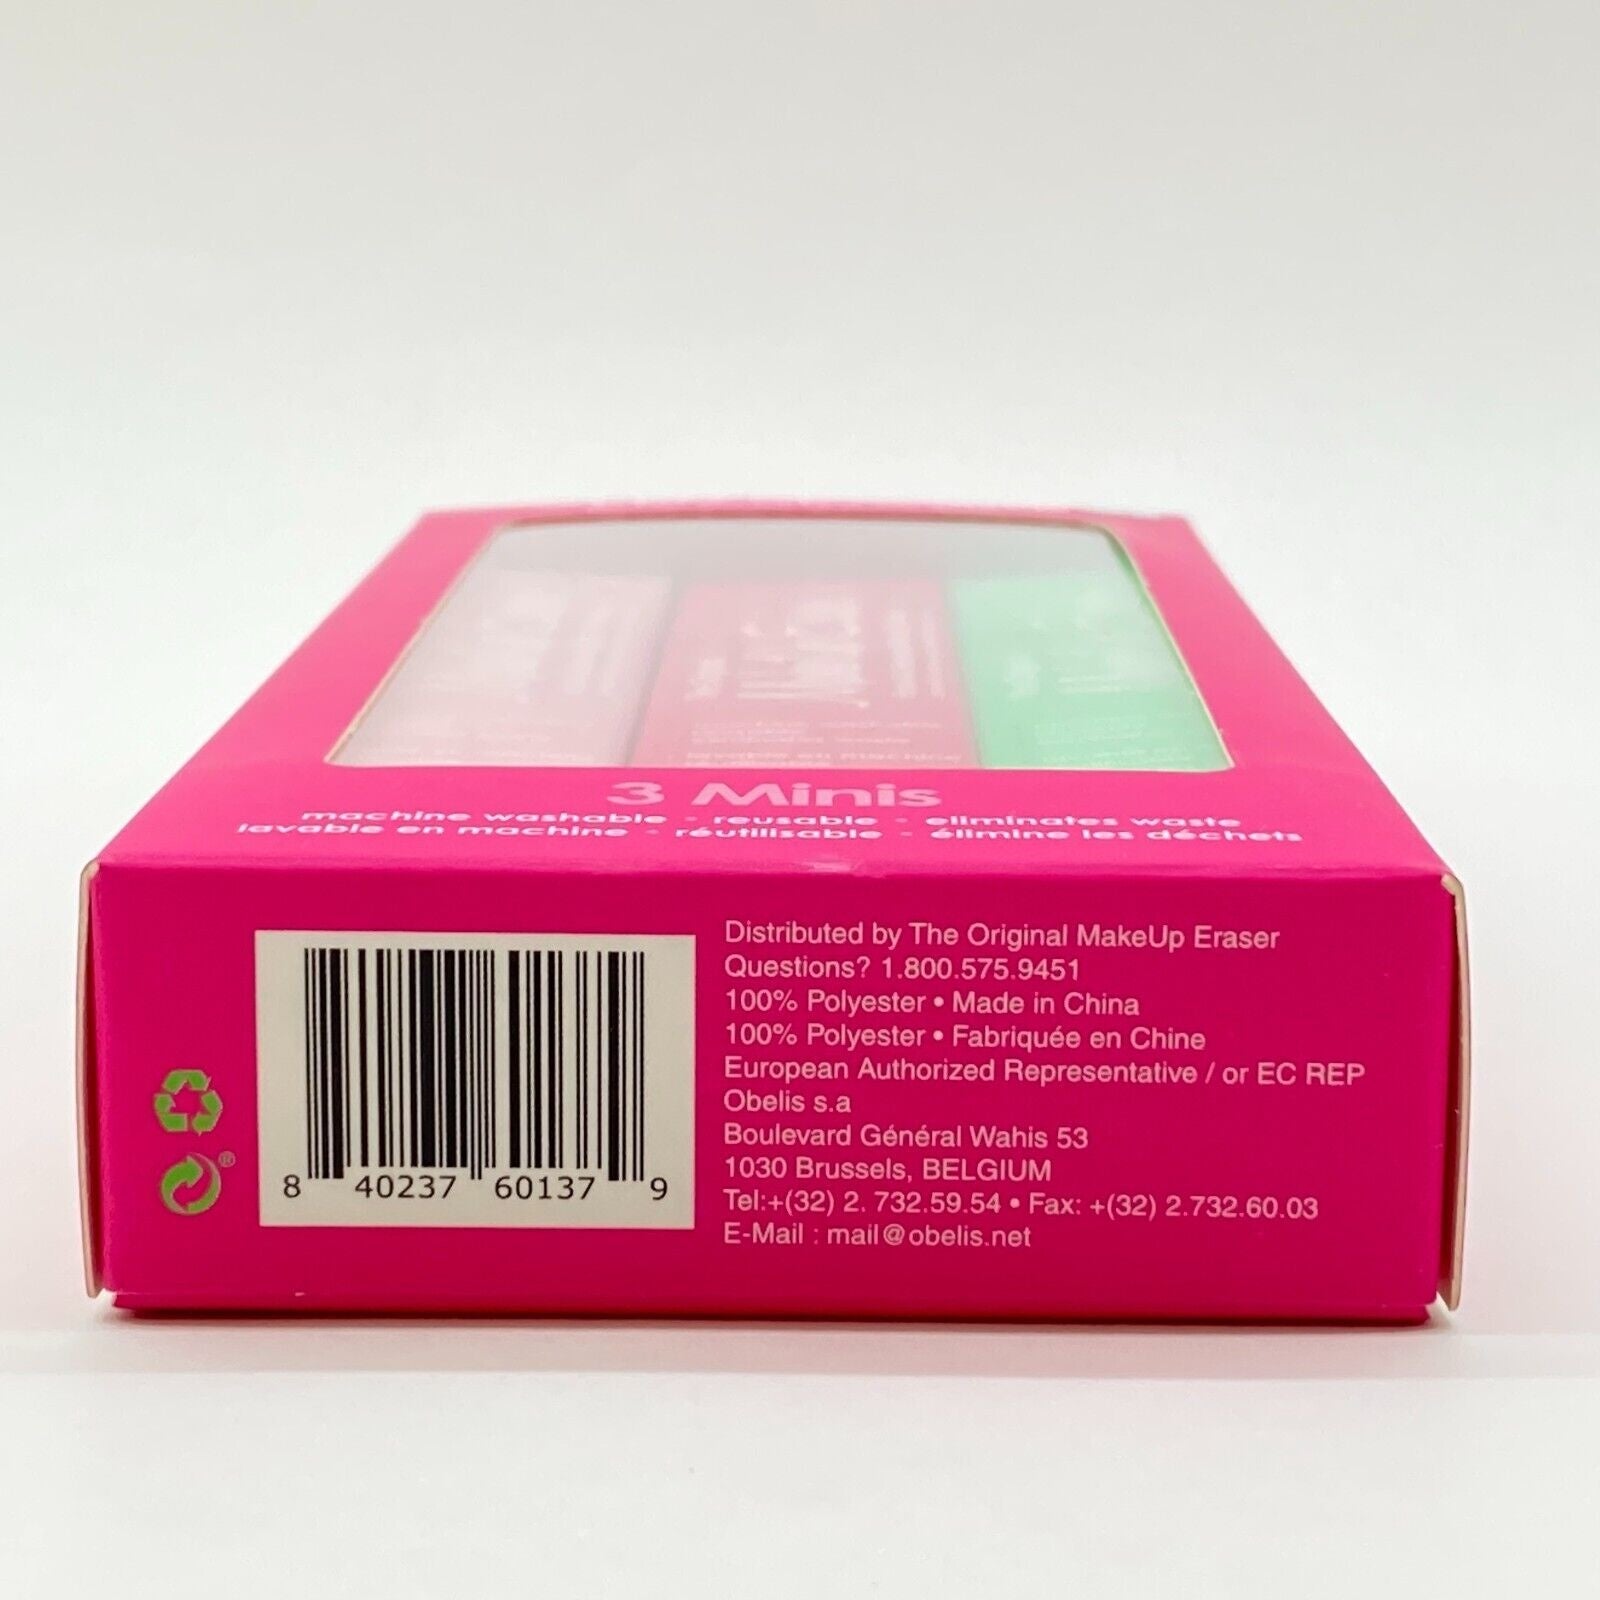 3 Minis
machine washable • reusable • eliminates waste
lavable en machine • réutilisable • élimine les déchets
Distributed by The Original MakeUp Eraser
Questions? 1.800.575.9451
100% Polyester • Made in China
100% Polyester • Fabriquée en Chine
European Authorized Representative / or EC REP
Obelis s.a
Boulevard Général Wahis 53
1030 Brussels, BELGIUM
Tel:+(32) 2. 732.59.54 • Fax: +(32) 2.732.60.03
E-Mail : mail@obelis.net
8 40237 60137 9
®